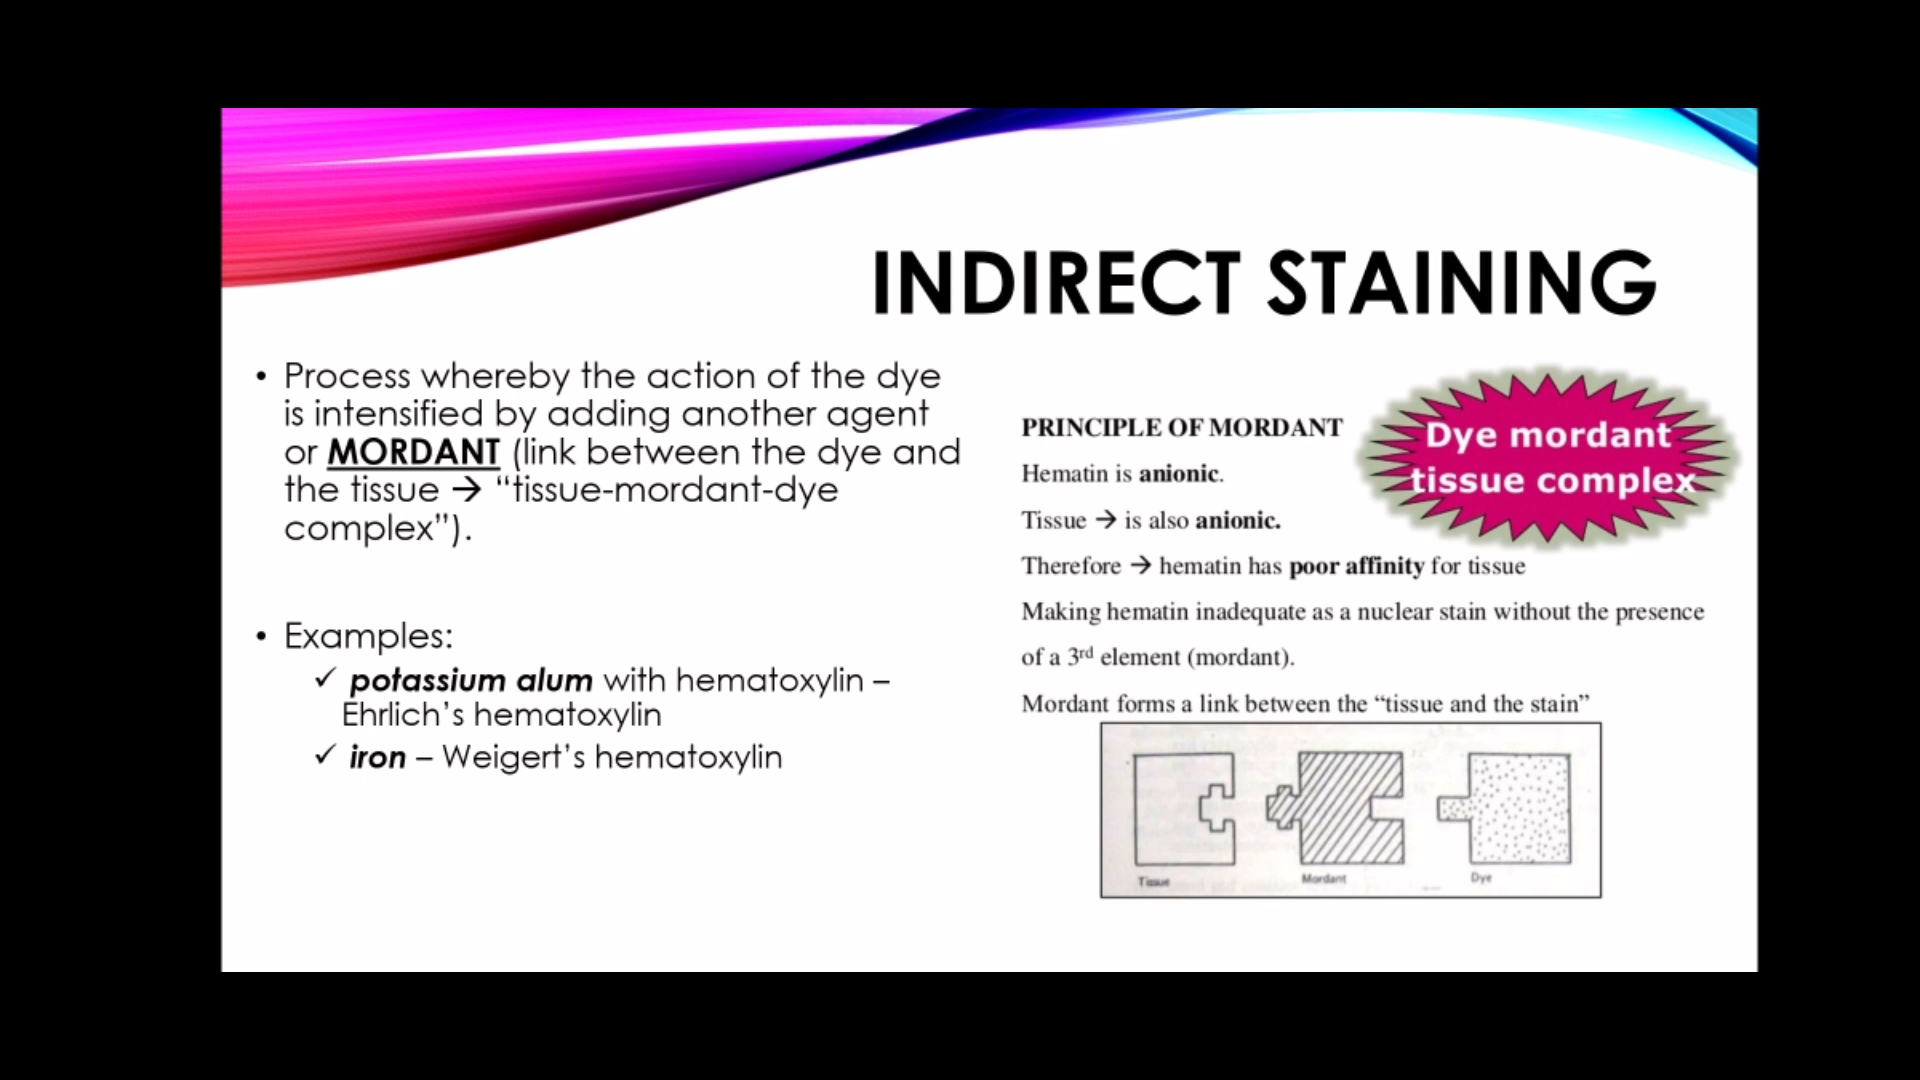 INDIRECT STAINING
• Process whereby the action of the dye
is intensified by adding another agent
or MORDANT (link between the dye and
the tissue → “tissue-mordant-dye
complex”).
• Examples:
✓ potassium alum with hematoxylin –
Ehrlich’s hematoxylin
✓ iron – Weigert’s hematoxylin
Dye mordant
tissue complex
PRINCIPLE OF MORDANT
Hematin is anionic.
Tissue → is also anionic.
Therefore → hematin has poor affinity for tissue
Making hematin inadequate as a nuclear stain without the presence
of a 3rd element (mordant).
Mordant forms a link between the “tissue and the stain”
Tissue
Mordant
Dye